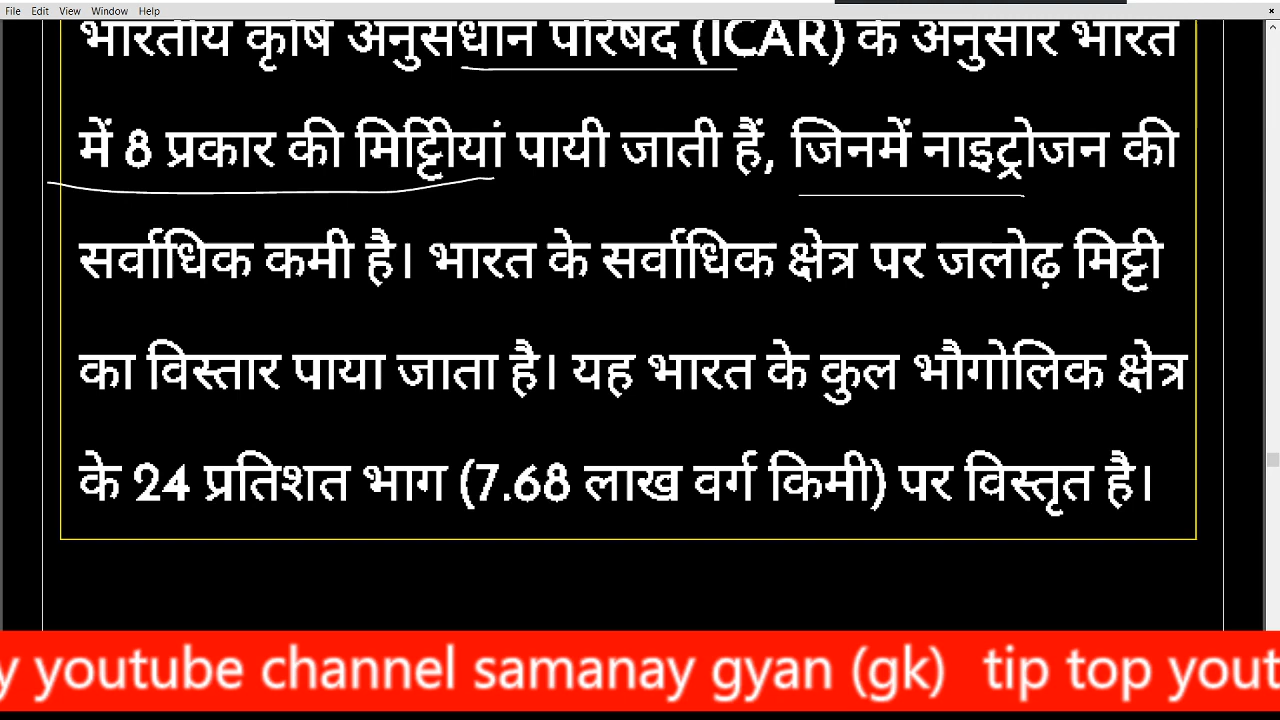 File Edit View Window Help
भारतीय कृषि अनुसंधान परिषद (ICAR) के अनुसार भारत
में 8 प्रकार की मिट्टियां पायी जाती हैं, जिनमें नाइट्रोजन की
सर्वाधिक कमी है। भारत के सर्वाधिक क्षेत्र पर जलोढ़ मिट्टी
का विस्तार पाया जाता है। यह भारत के कुल भौगोलिक क्षेत्र
के 24 प्रतिशत भाग (7.68 लाख वर्ग किमी) पर विस्तृत है।
y youtube channel samanay gyan (gk) tip top yout